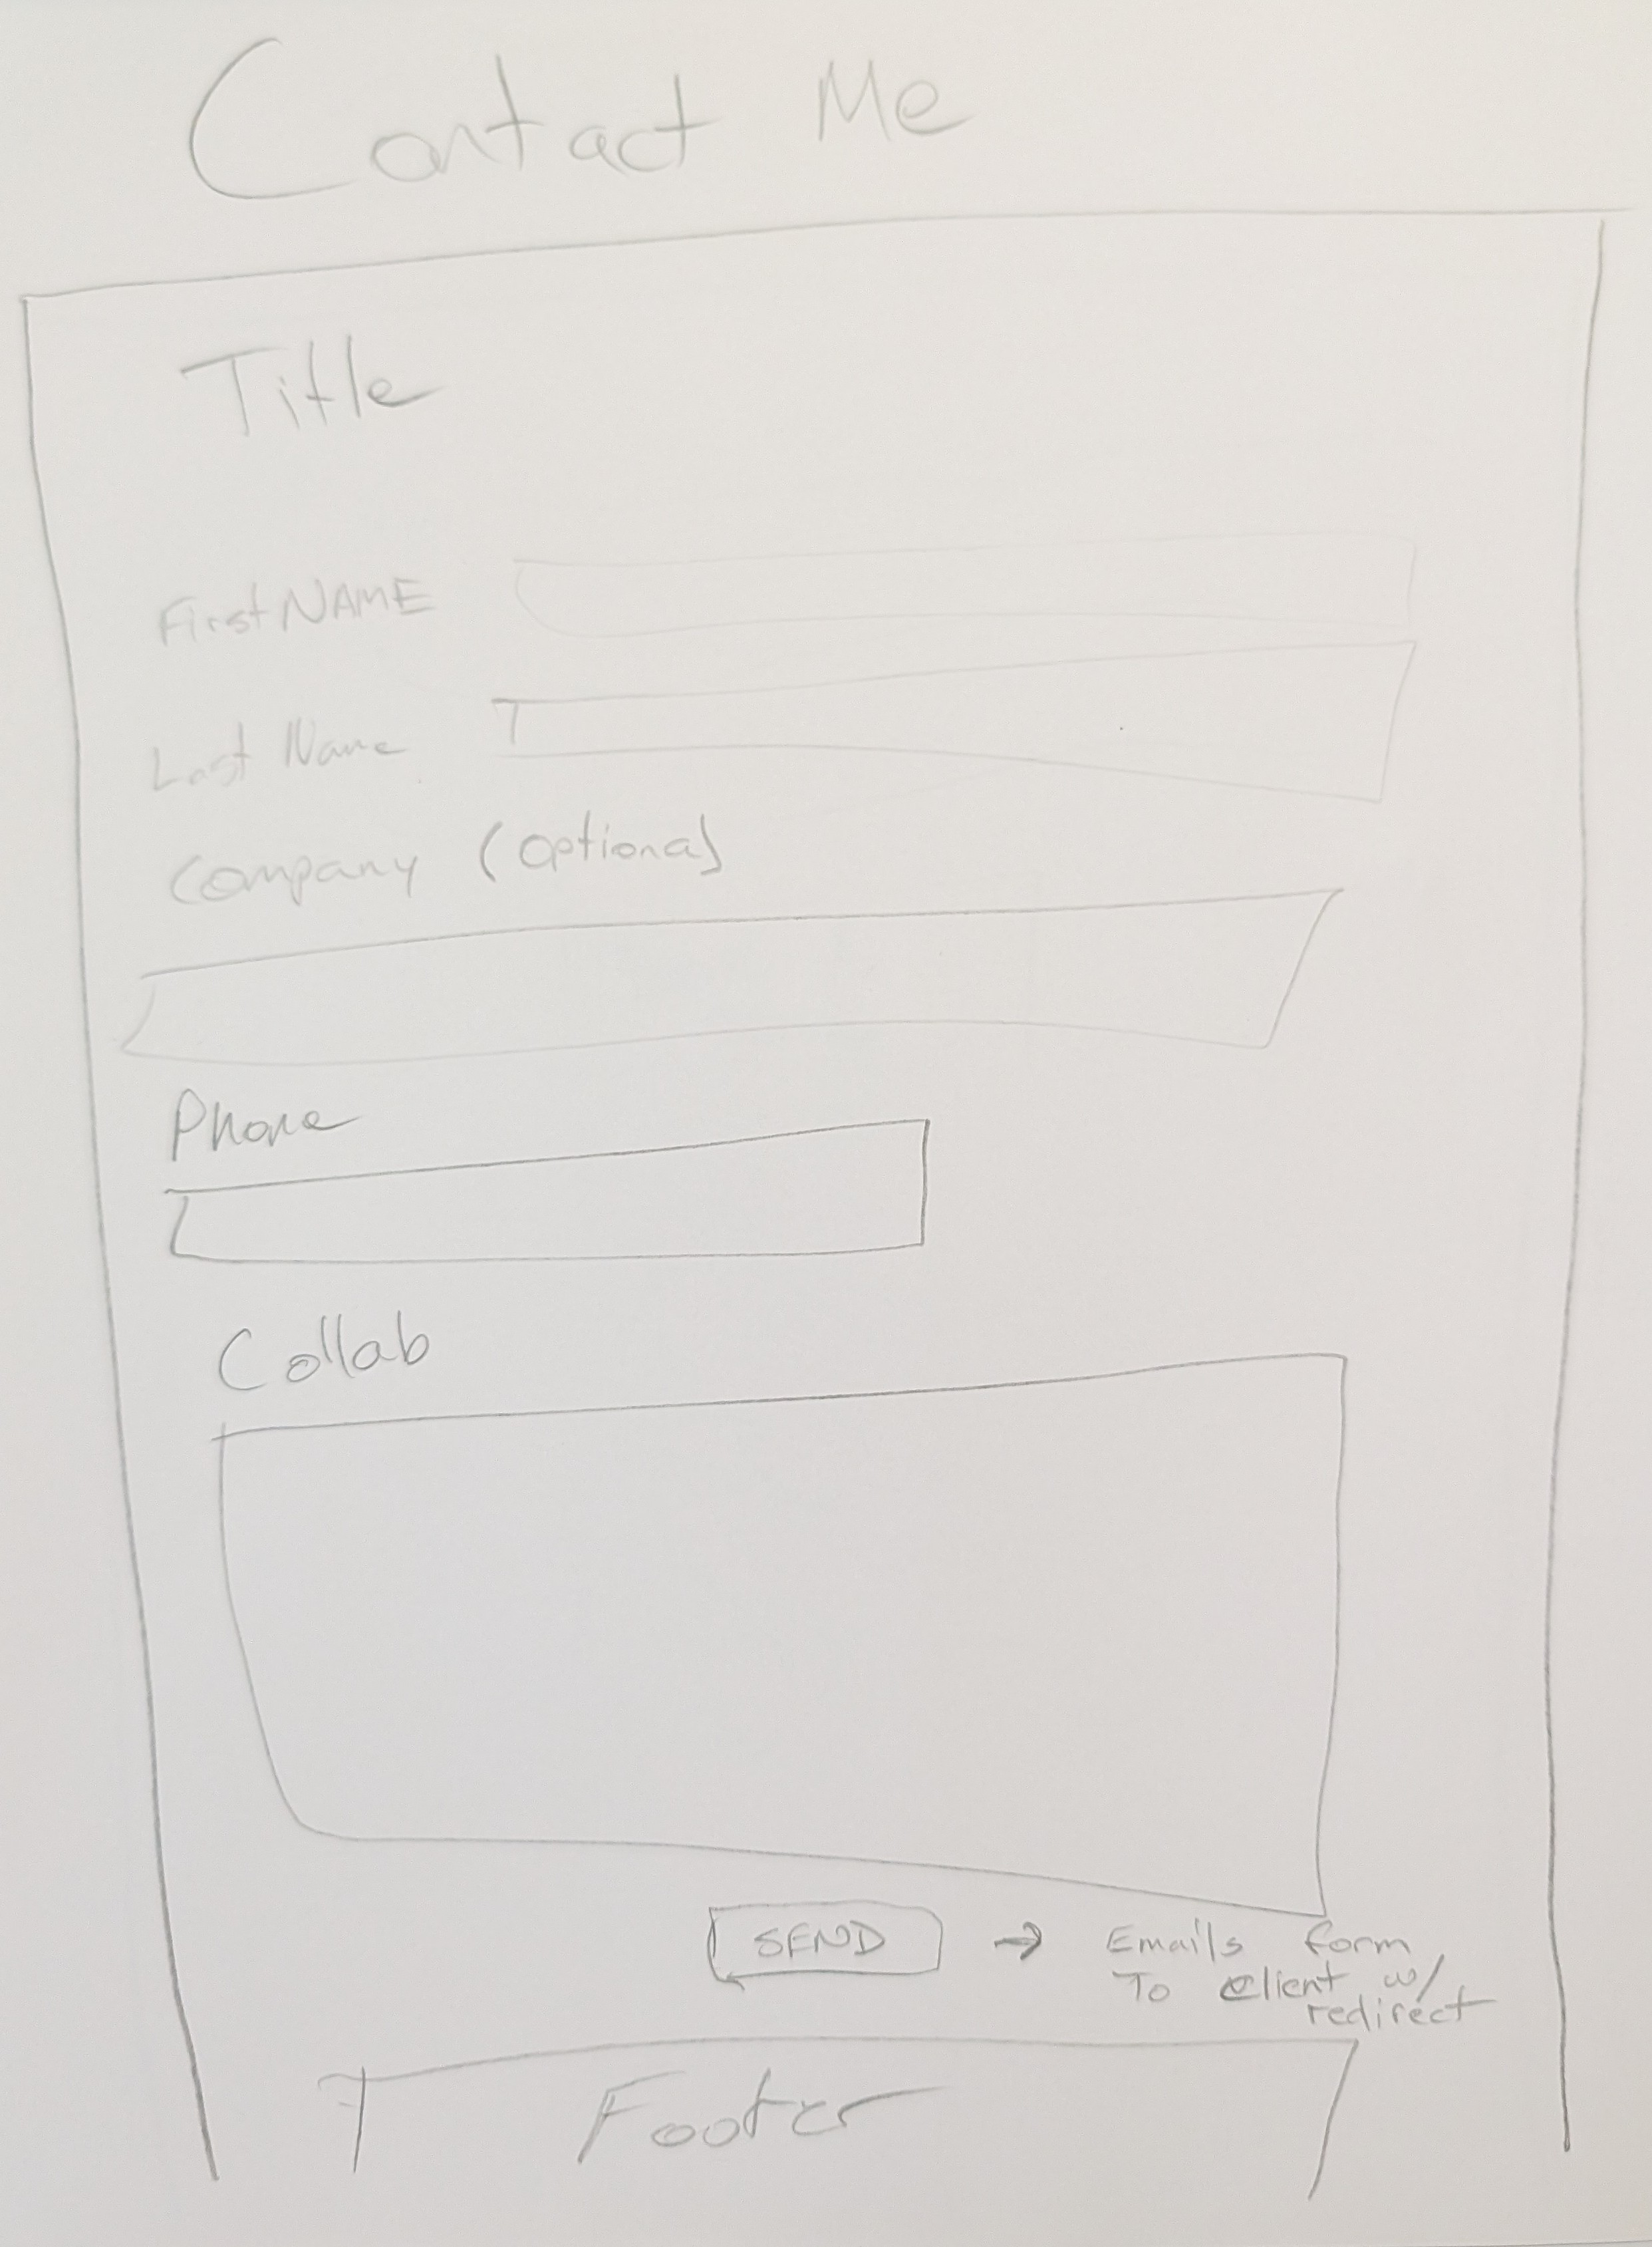 Contact Me
Title
First NAME
Last Name
Company (Optional)
Phone
Collab
SEND → Emails form
To Client w/
redirect
Footer